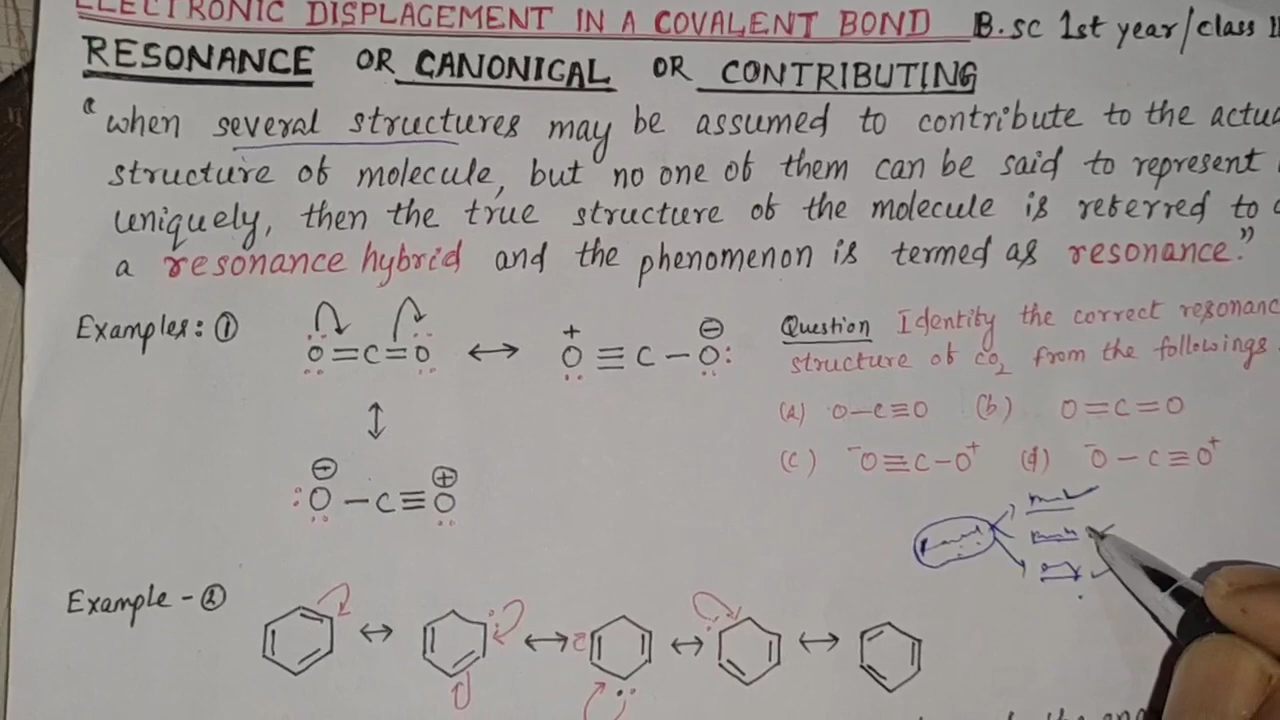 ELECTRONIC DISPLACEMENT IN A COVALENT BOND B.sc 1st year/class
RESONANCE OR CANONICAL OR CONTRIBUTING
"when several structures may be assumed to contribute to the
structure of molecule, but no one of them can be said to represent
uniquely, then the true structure of the molecule is referred to
a resonance hybrid and the phenomenon is termed as resonance."
Examples: ①
O=C=O ↔ O≡C-O:
+ ⊖
↕
⊖ ⊕
:O-C≡O
Question Identity the correct
structure of CO₂ from the followings
(A) O-C≡O (b) O=C=O
(C) ⁻O≡C-O⁺ (d) ⁻O-C≡O⁺
Example - ②